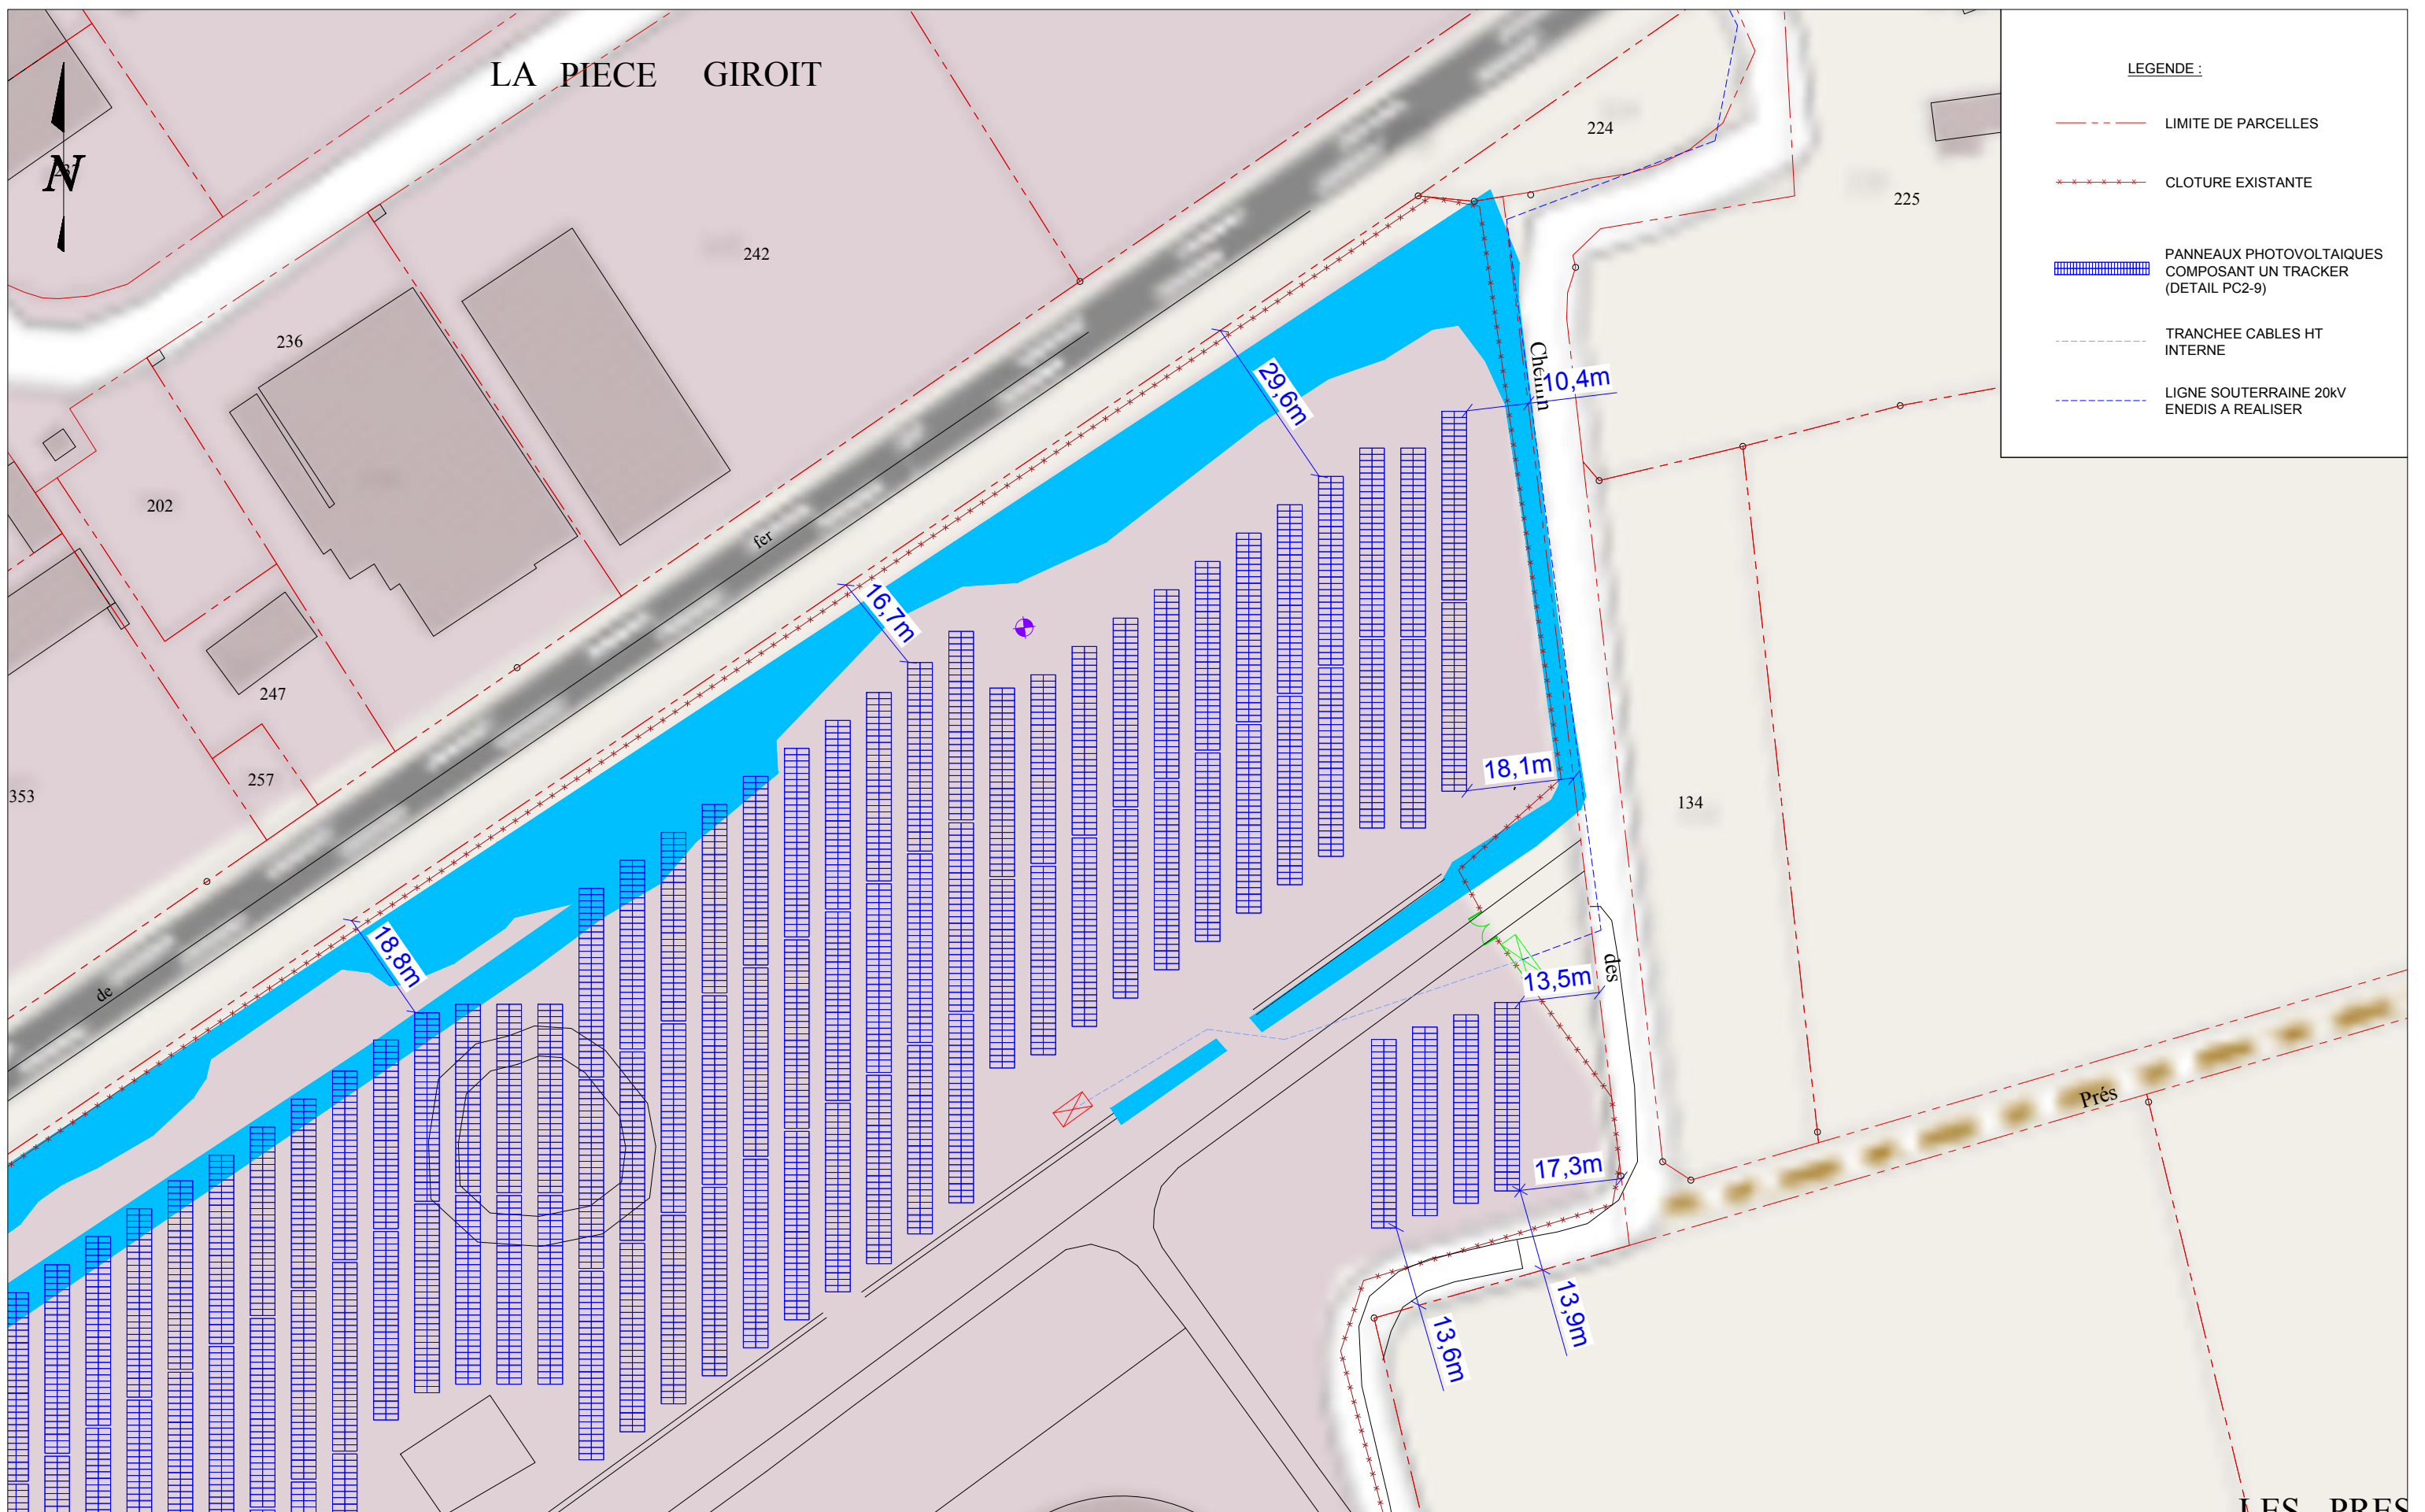 LA PIECE GIROIT
LEGENDE :
LIMITE DE PARCELLES
CLOTURE EXISTANTE
PANNEAUX PHOTOVOLTAIQUES
COMPOSANT UN TRACKER
(DETAIL PC2-9)
TRANCHEE CABLES HT
INTERNE
LIGNE SOUTERRAINE 20kV
ENEDIS A REALISER
N
224
225
242
236
202
247
257
353
134
Chemin
des
Prés
fer
de
29,6m
10,4m
16,7m
18,1m
18,8m
13,5m
17,3m
13,9m
13,6m
LES PRES